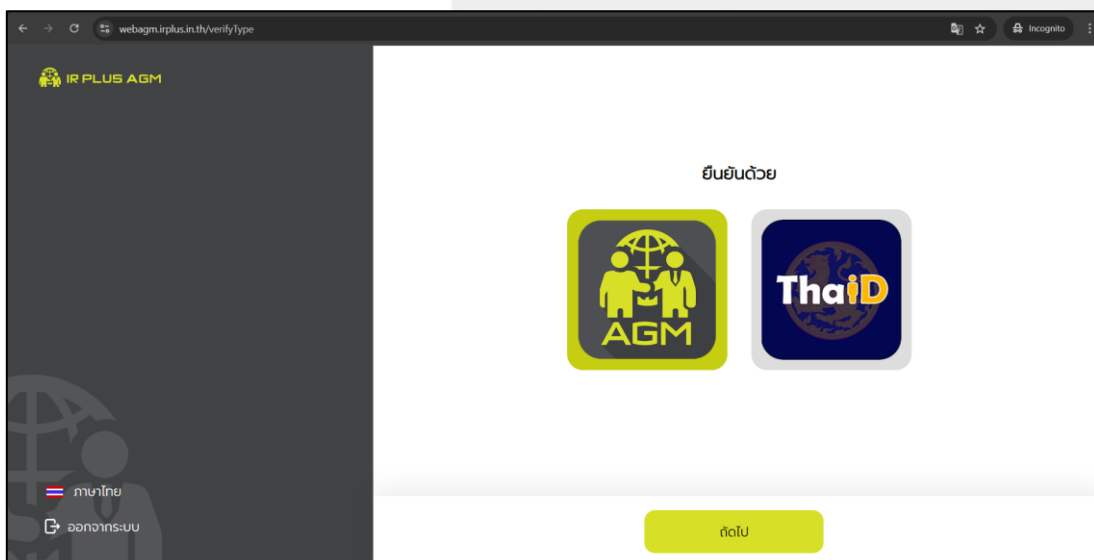 webagm.irplus.in.th/verifyType
Incognito
IR PLUS AGM
ยืนยันด้วย
AGM
ThaiD
ภาษาไทย
ออกจากระบบ
ถัดไป